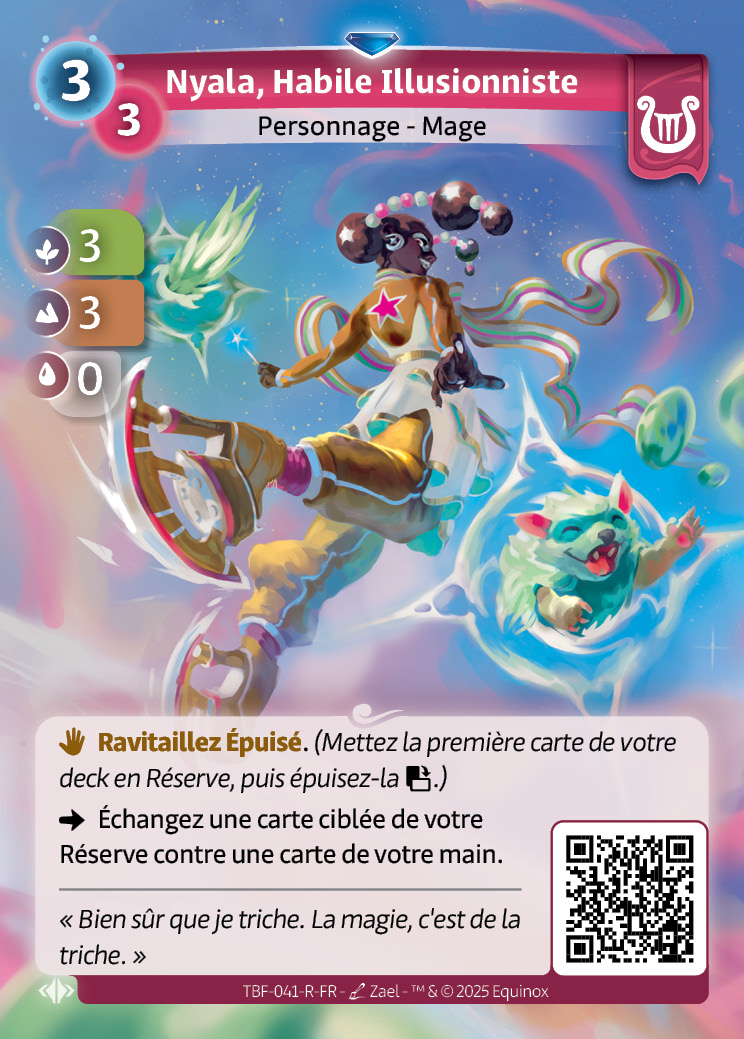 3
Nyala, Habile Illusionniste
3
Personnage - Mage
3
3
0
Ravitaillez Épuisé. (Mettez la première carte de votre
deck en Réserve, puis épuisez-la .)
Échangez une carte ciblée de votre
Réserve contre une carte de votre main.
« Bien sûr que je triche. La magie, c'est de la
triche. »
TBF-041-R-FR - Zael - ™ & © 2025 Equinox